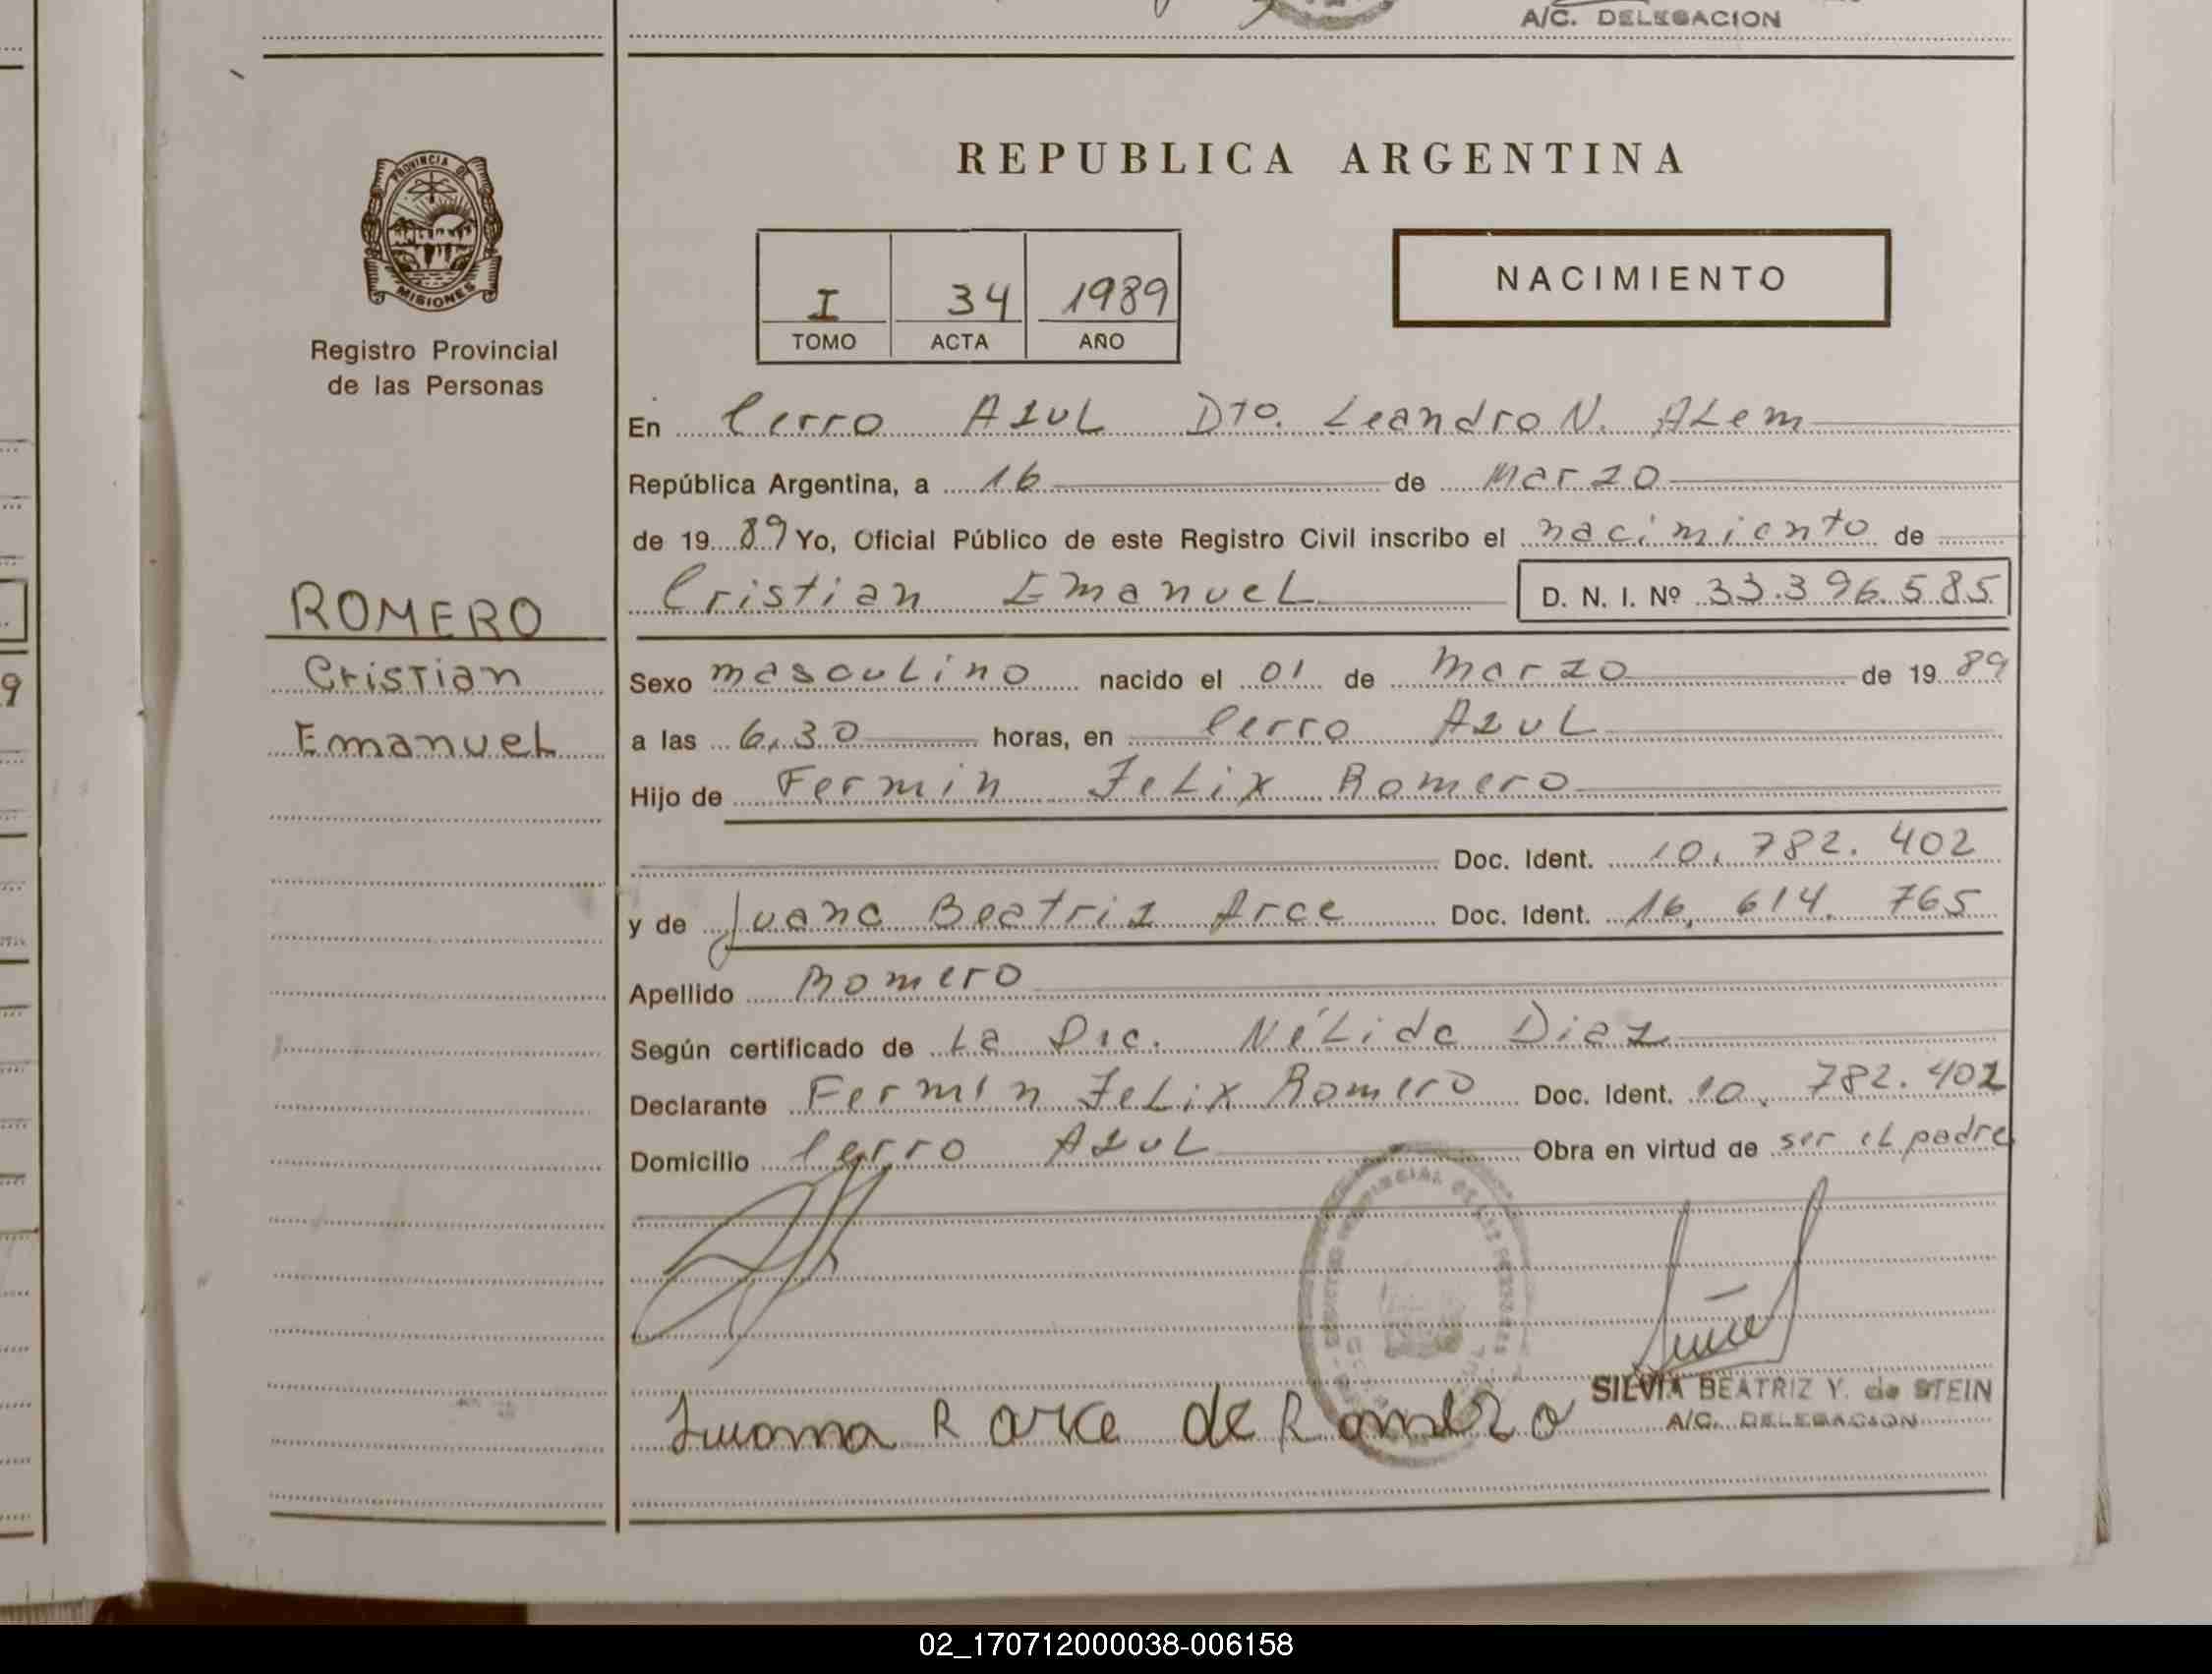 A/C. DELEGACION
REPUBLICA ARGENTINA
PROVINCIA DE
MISIONES
Registro Provincial
de las Personas
I 34 1989
TOMO ACTA AÑO
NACIMIENTO
En Cerro Azul Dto. Leandro N. Alem
República Argentina, a 16 de Marzo
de 1989 Yo, Oficial Público de este Registro Civil inscribo el nacimiento de
Cristian Emanuel D. N. I. Nº 33.396.585
ROMERO
Cristian
Emanuel
Sexo masculino nacido el 01 de Marzo de 1989
a las 6,30 horas, en Cerro Azul
Hijo de Fermin Felix Romero
Doc. Ident. 10.782.402
y de Juana Beatriz Arce Doc. Ident. 16.614.765
Apellido Romero
Según certificado de La Nélida Diaz
Declarante Fermin Felix Romero Doc. Ident. 10.782.402
Domicilio Cerro Azul Obra en virtud de ser el padre
SILVIA BEATRIZ Y. de STEIN
A/C. DELEGACION
Juana B arce de Romero
02_170712000038-006158